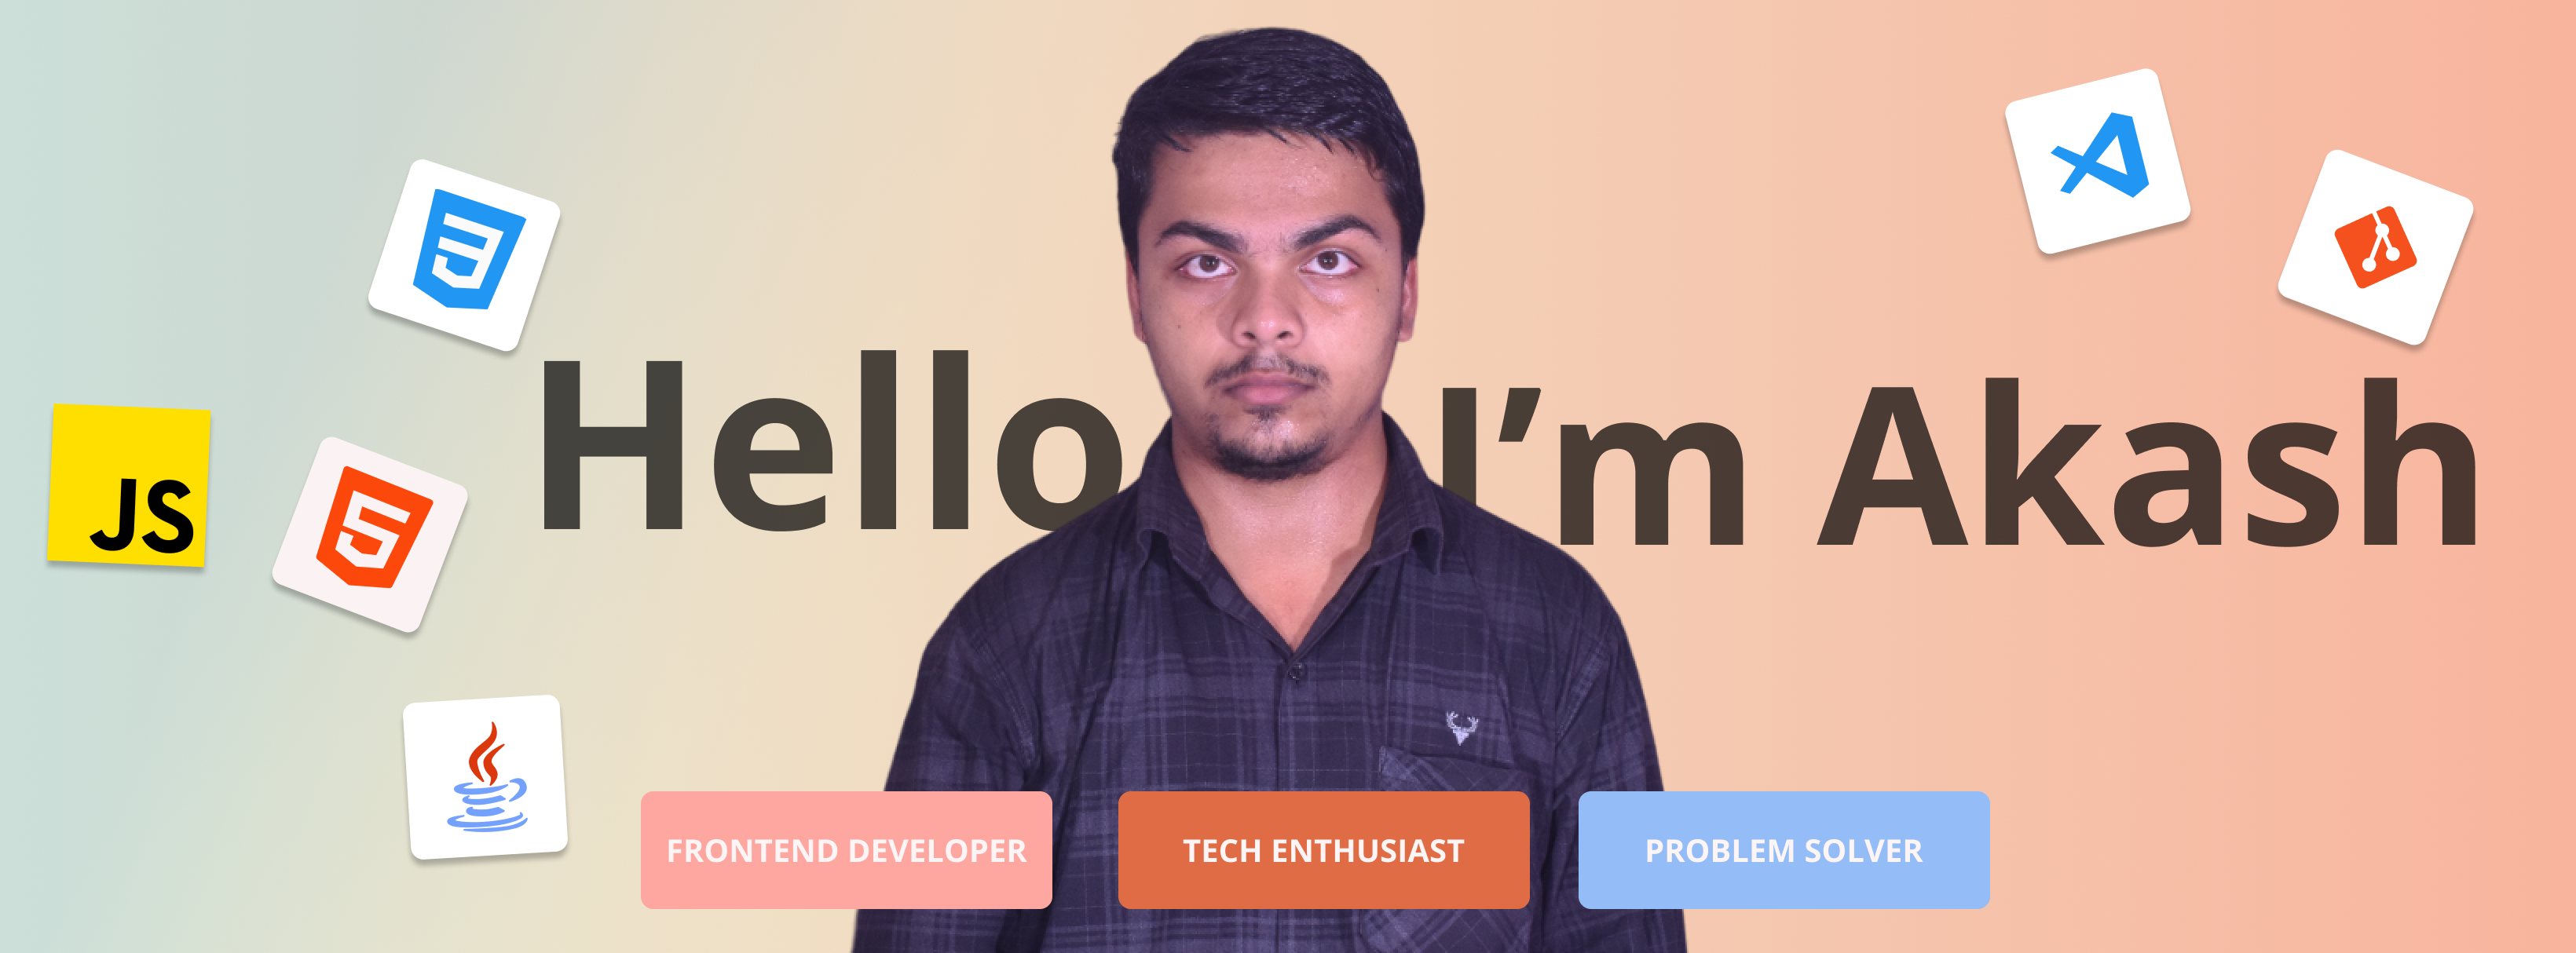 Hello I’m Akash
JS
FRONTEND DEVELOPER
TECH ENTHUSIAST
PROBLEM SOLVER